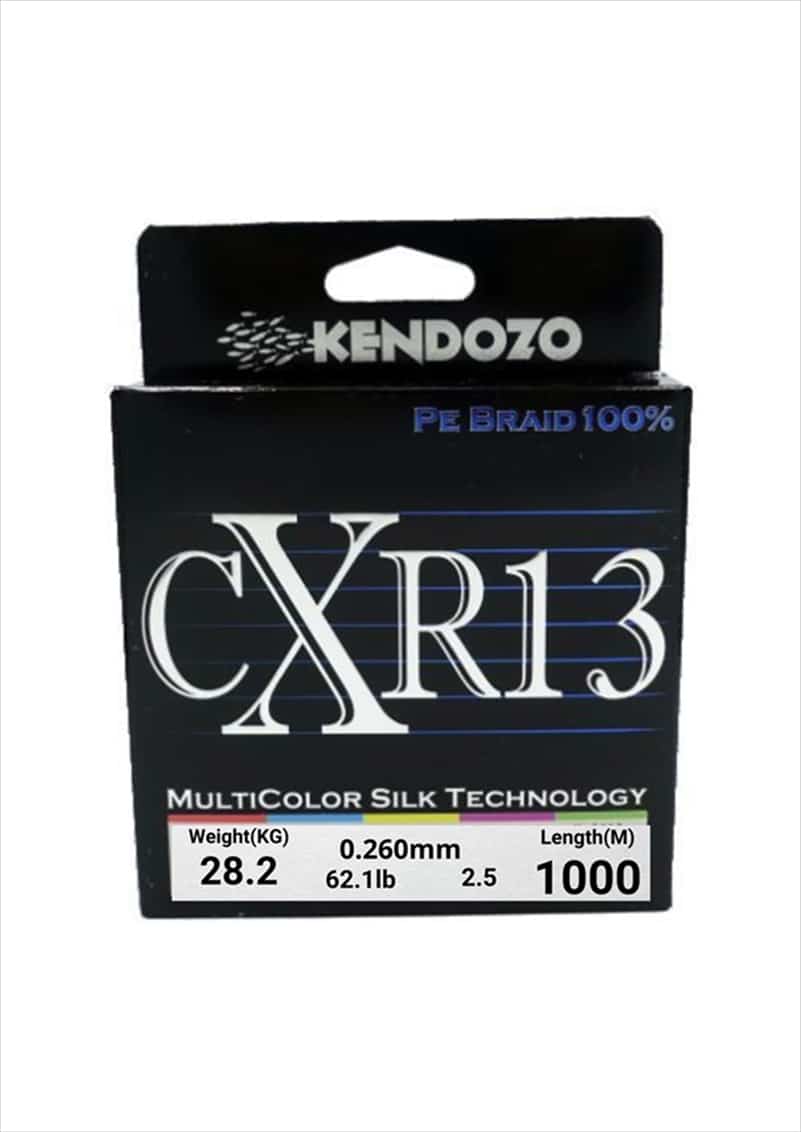 KENDOZO
PE BRAID 100%
CXR13
MULTICOLOR SILK TECHNOLOGY
Weight(KG) 0.260mm Length(M)
28.2 62.1lb 2.5 1000